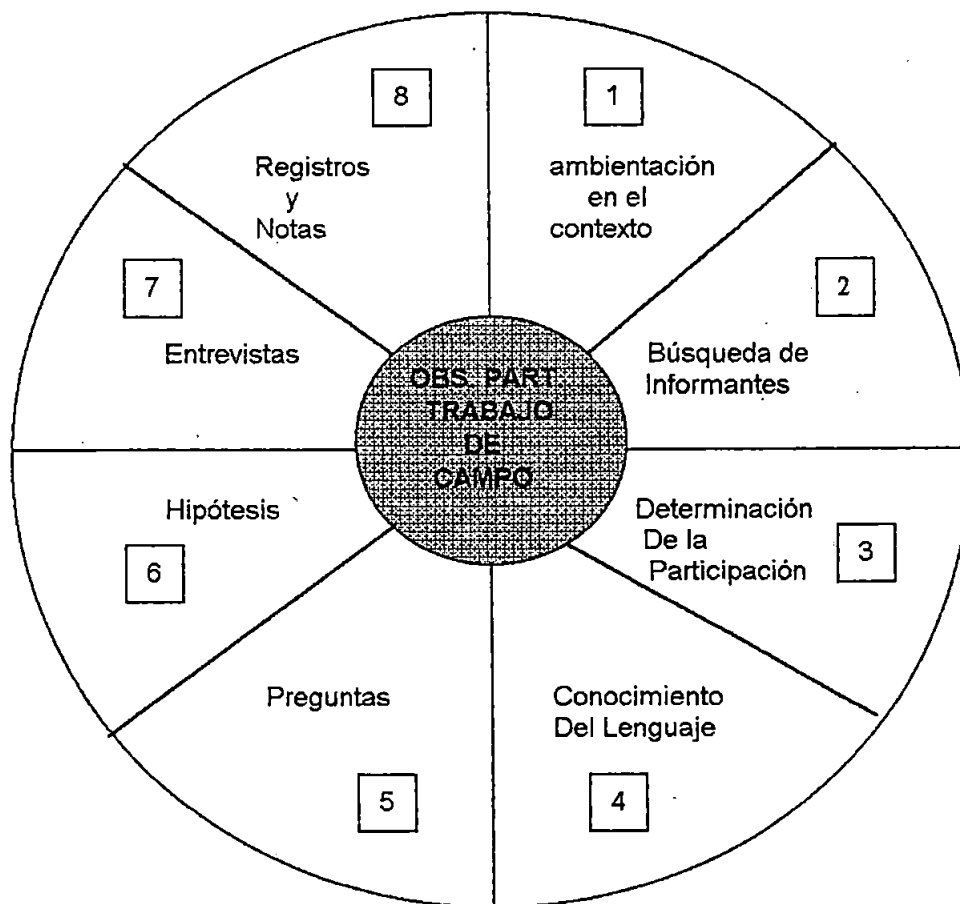 8
Registros
y
Notas
1
ambientación
en el
contexto
7
Entrevistas
2
Búsqueda de
Informantes
OBS. PART.
TRABAJO
DE
CAMPO
Hipótesis
6
Determinación
De la
Participación
3
Preguntas
5
Conocimiento
Del Lenguaje
4